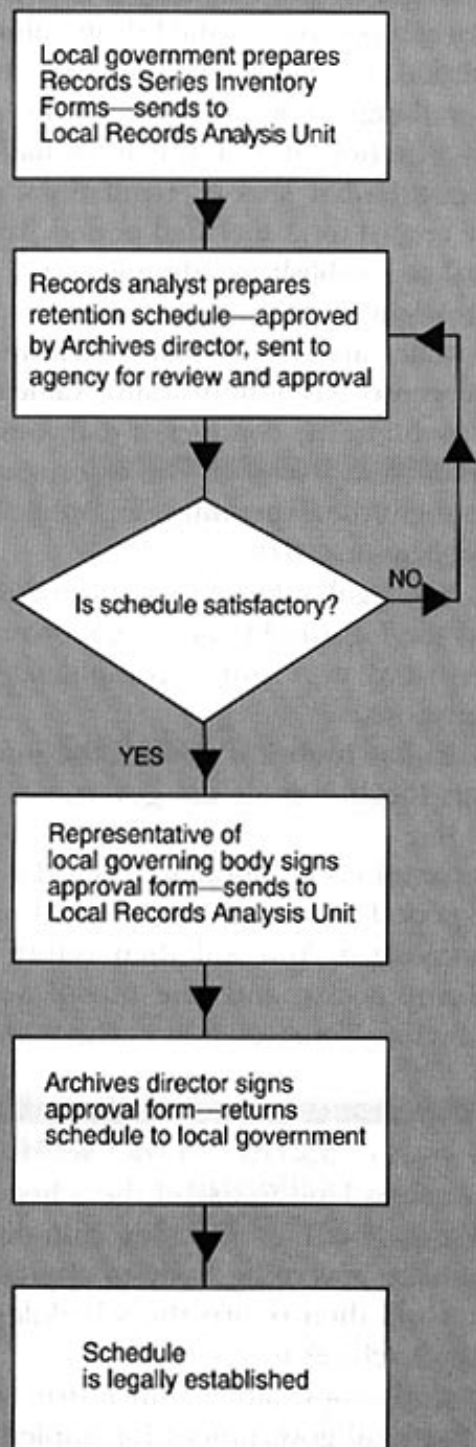 Local government prepares
Records Series Inventory
Forms—sends to
Local Records Analysis Unit
Records analyst prepares
retention schedule—approved
by Archives director, sent to
agency for review and approval
Is schedule satisfactory?
NO
YES
Representative of
local governing body signs
approval form—sends to
Local Records Analysis Unit
Archives director signs
approval form—returns
schedule to local government
Schedule
is legally established